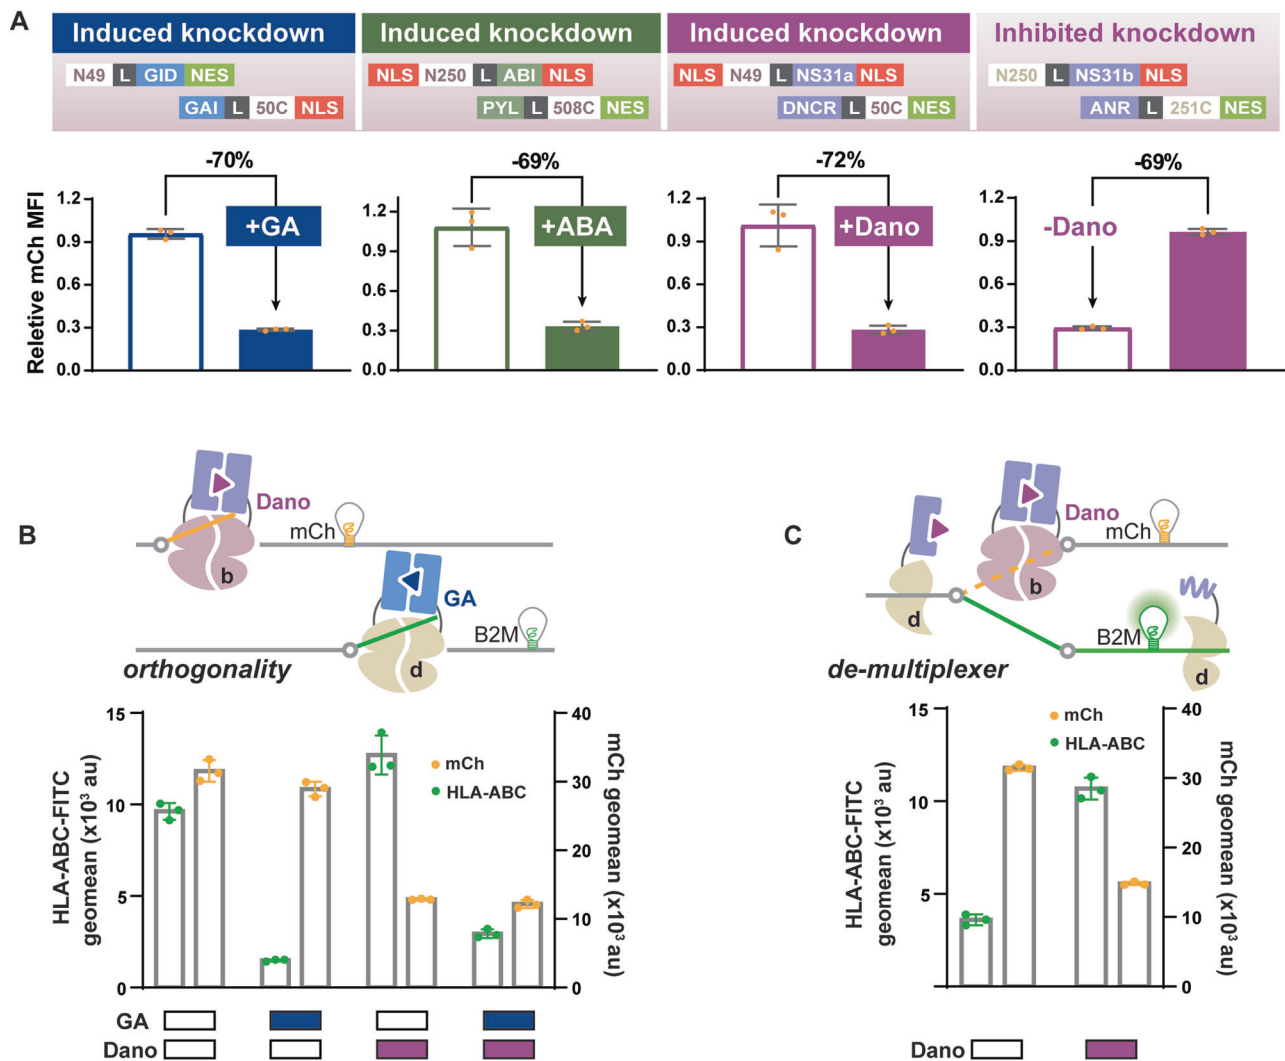 A
Induced knockdown
N49 L GID NES
GAI L 50C NLS
Induced knockdown
NLS N250 L ABI NLS
PYL L 508C NES
Induced knockdown
NLS N49 L NS31a NLS
DNCR L 50C NES
Inhibited knockdown
N250 L NS31b NLS
ANR L 251C NES
Reletive mCh MFI
-70%
1.2
0.9
0.6
0.3
0.0
+GA
-69%
1.2
0.9
0.6
0.3
0.0
+ABA
-72%
1.2
0.9
0.6
0.3
0.0
+Dano
-69%
1.2
0.9
0.6
0.3
0.0
-Dano
B
Dano
mCh
b
GA
B2M
d
orthogonality
HLA-ABC-FITC
geomean (x10³ au)
15
10
5
0
mCh
HLA-ABC
40
30
20
10
0
mCh geomean (x10³ au)
GA
Dano
C
Dano
mCh
b
d
B2M
d
de-multiplexer
HLA-ABC-FITC
geomean (x10³ au)
15
10
5
0
mCh
HLA-ABC
40
30
20
10
0
mCh geomean (x10³ au)
Dano